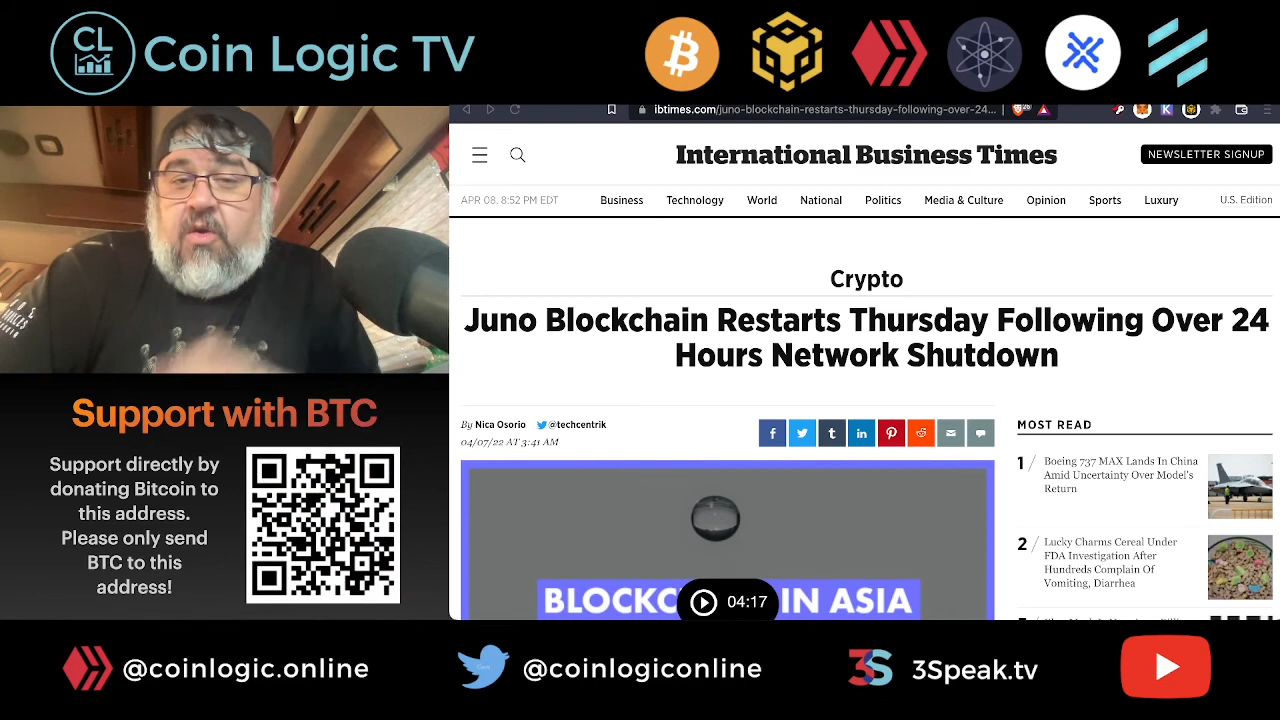 CL
Coin Logic TV
ibtimes.com/juno-blockchain-restarts-thursday-following-over-24...
International Business Times
NEWSLETTER SIGNUP
APR 08, 8:52 PM EDT
Business
Technology
World
National
Politics
Media & Culture
Opinion
Sports
Luxury
U.S. Edition
Crypto
Juno Blockchain Restarts Thursday Following Over 24
Hours Network Shutdown
By Nica Osorio
@techcentrik
04/07/22 AT 3:41 AM
MOST READ
1
Boeing 737 MAX Lands In China
Amid Uncertainty Over Model's
Return
2
Lucky Charms Cereal Under
FDA Investigation After
Hundreds Complain Of
Vomiting, Diarrhea
04:17
IN ASIA
Support with BTC
Support directly by
donating Bitcoin to
this address.
Please only send
BTC to this
address!
@coinlogic.online
@coinlogiconline
3S
3Speak.tv